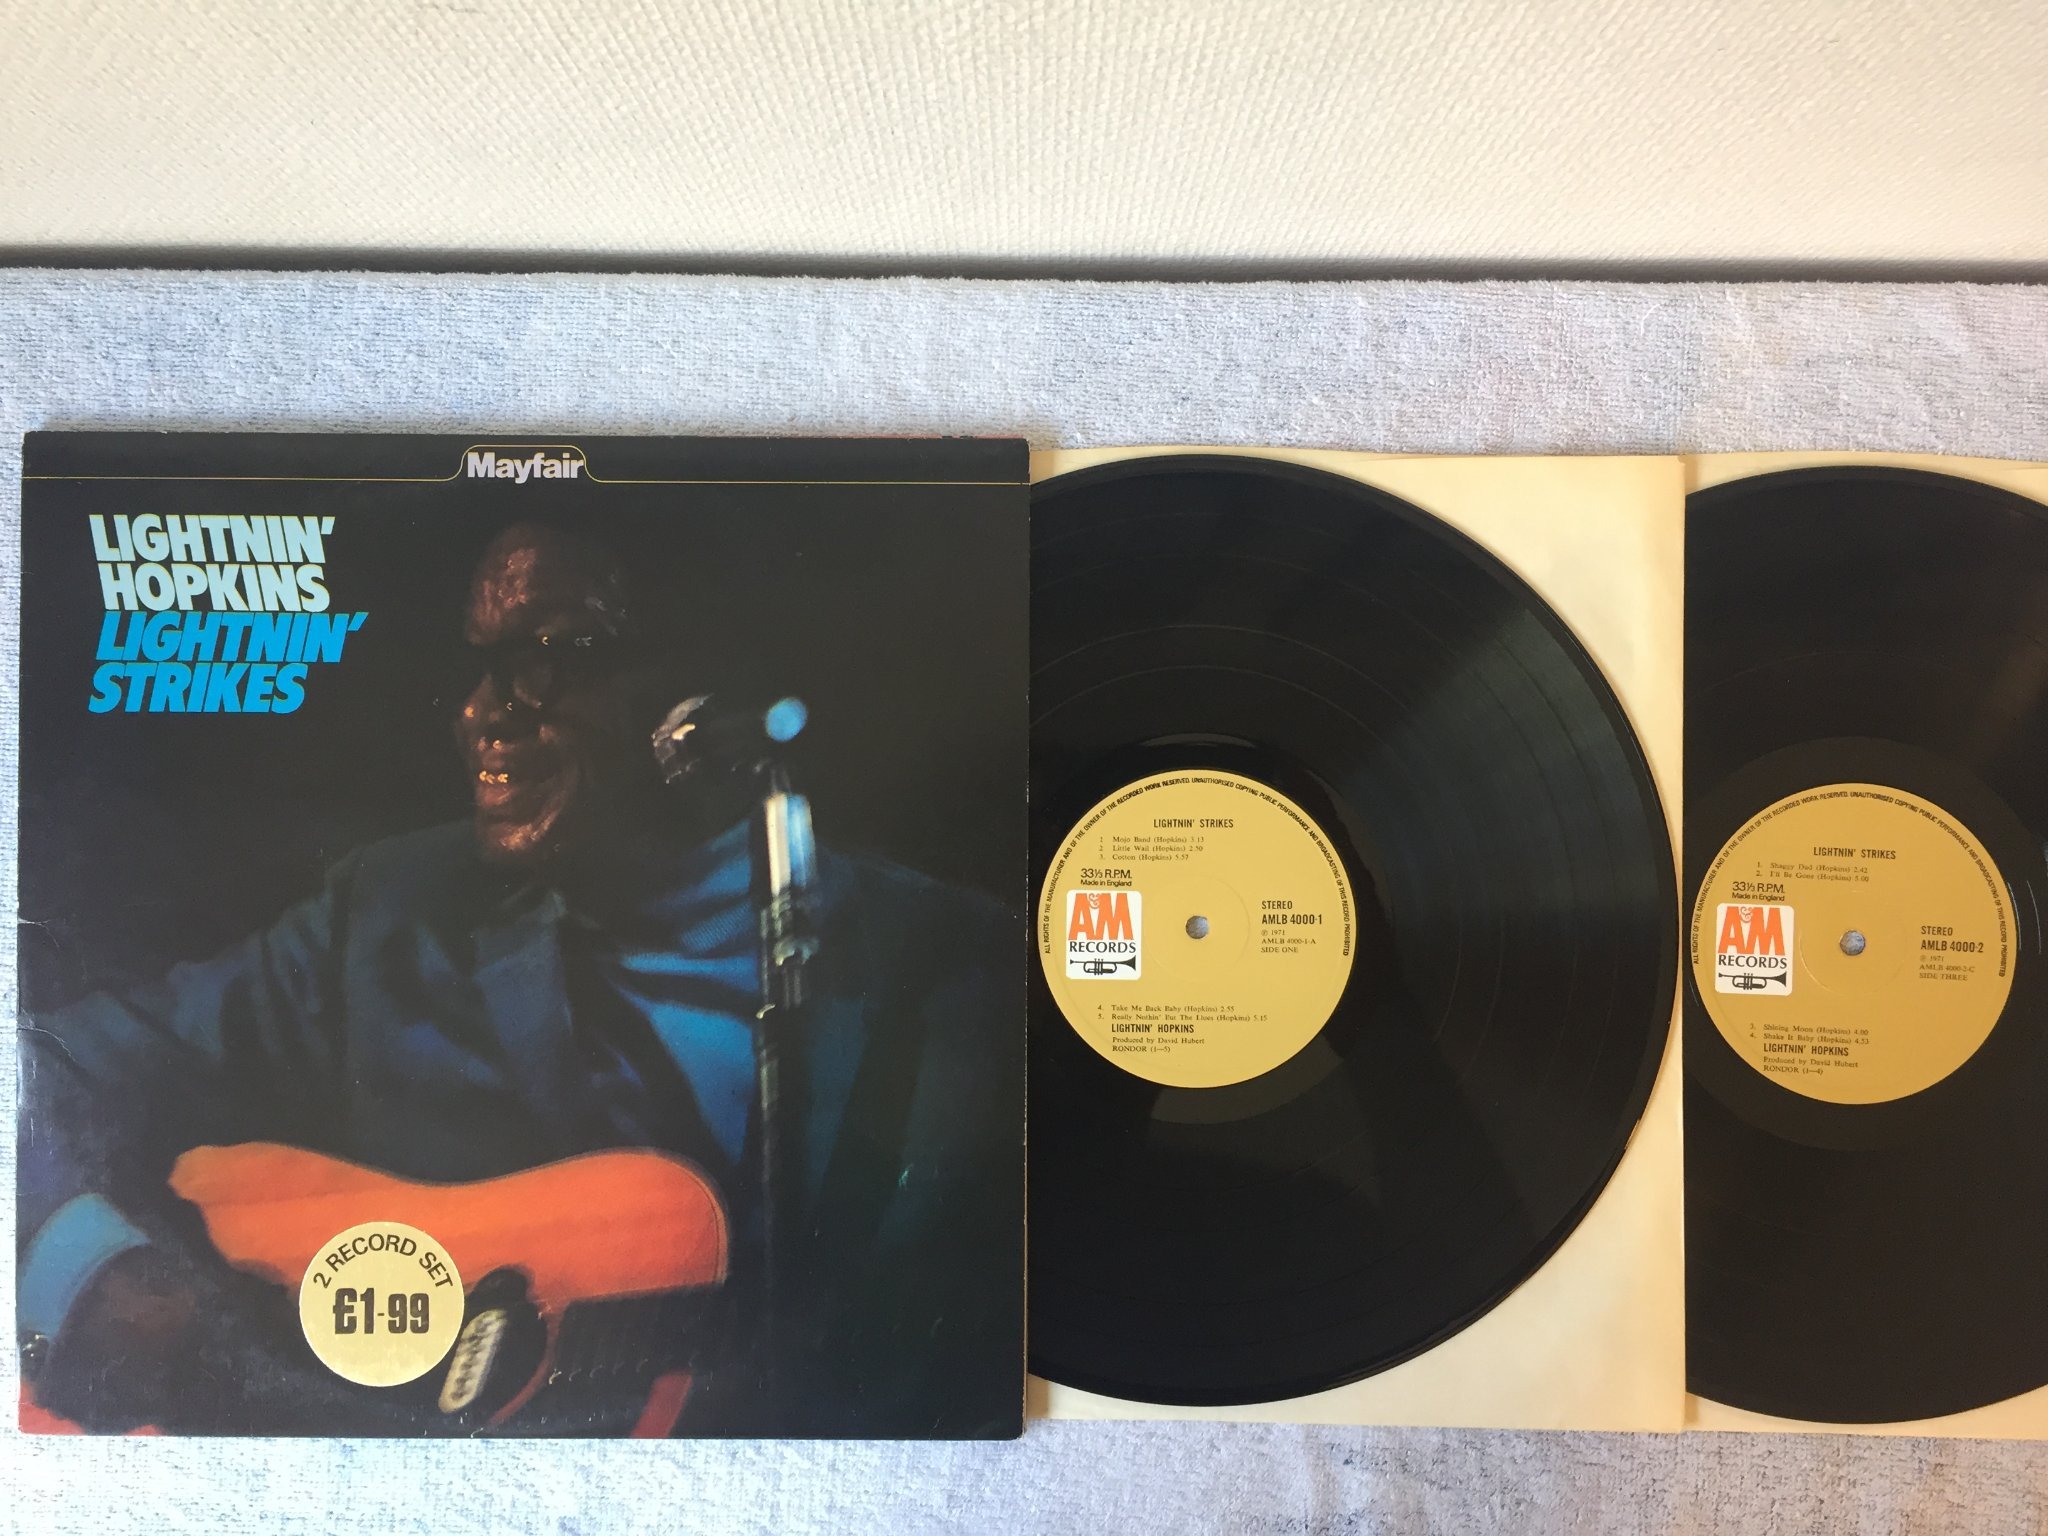 Mayfair
LIGHTNIN'
HOPKINS
LIGHTNIN'
STRIKES
2 RECORD SET
£1-99
ALL RIGHTS OF THE MANUFACTURER AND OF THE OWNER OF THE RECORDED WORK RESERVED. UNAUTHORISED COPYING PUBLIC PERFORMANCE AND BROADCASTING OF THIS RECORD PROHIBITED
LIGHTNIN' STRIKES
1 Mojo Band (Hopkins) 3.13
2 Little Wail (Hopkins) 2.50
3. Cotton (Hopkins) 5.57
33⅓ R.P.M.
Made in England
A&M
RECORDS
STEREO
AMLB 4000-1
℗ 1971
AMLB 4000-1-A
SIDE ONE
4. Take Me Back Baby (Hopkins) 2.55
5. Really Nothin' But The Blues (Hopkins) 5.15
LIGHTNIN' HOPKINS
Produced by David Hubert
RONDOR (1—5)
ALL RIGHTS OF THE MANUFACTURER AND OF THE OWNER OF THE RECORDED WORK RESERVED. UNAUTHORISED COPYING PUBLIC PERFORMANCE AND BROADCASTING OF THIS RECORD PROHIBITED
LIGHTNIN' STRIKES
1. Shaggy Dad (Hopkins) 2.42
2. I'll Be Gone (Hopkins) 5.00
33⅓ R.P.M.
Made in England
A&M
RECORDS
STEREO
AMLB 4000-2
℗ 1971
AMLB 4000-2-C
SIDE THREE
3. Shining Moon (Hopkins) 4.00
4. Shake It Baby (Hopkins) 4.53
LIGHTNIN' HOPKINS
Produced by David Hubert
RONDOR (1—4)